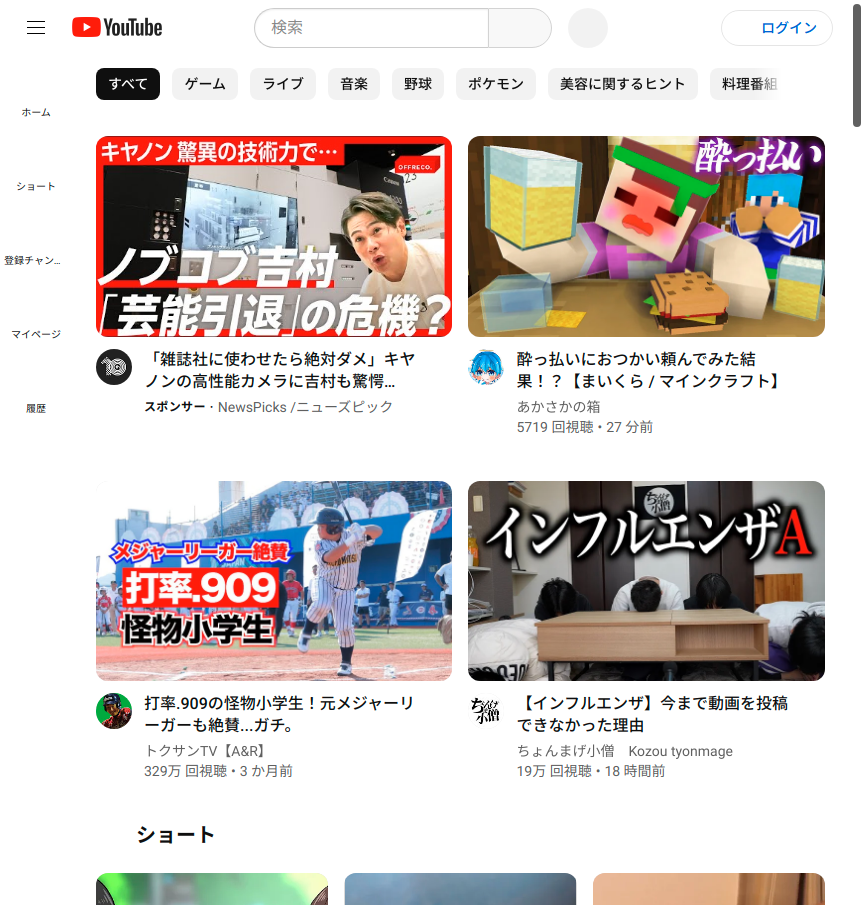 YouTube
検索
ログイン
すべて
ゲーム
ライブ
音楽
野球
ポケモン
美容に関するヒント
料理番組
ホーム
ショート
登録チャン...
マイページ
履歴
キヤノン 驚異の技術力で…
OFFRECO.
Canon
ノブコブ吉村
「芸能引退」の危機？
酔っ払い
「雑誌社に使わせたら絶対ダメ」キヤ
ノンの高性能カメラに吉村も驚愕...
スポンサー・NewsPicks /ニューズピック
酔っ払いにおつかい頼んでみた結
果！？【まいくら / マインクラフト】
あかさかの箱
5719 回視聴・27 分前
メジャーリーガー絶賛
打率.909
怪物小学生
ちょんまげ小僧
インフルエンザA
打率.909の怪物小学生！元メジャーリ
ーガーも絶賛...ガチ。
トクサンTV【A&R】
329万 回視聴・3 か月前
【インフルエンザ】今まで動画を投稿
できなかった理由
ちょんまげ小僧　Kozou tyonmage
19万 回視聴・18 時間前
ショート